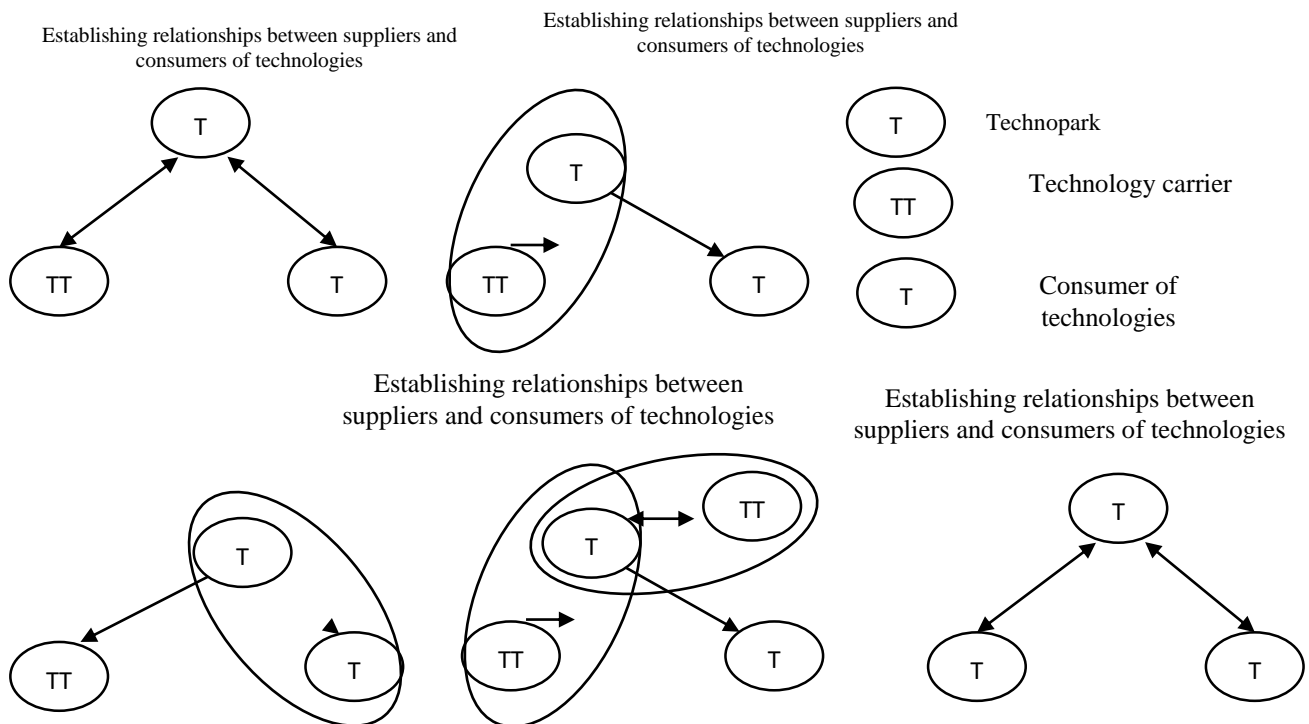 Establishing relationships between suppliers and
consumers of technologies
Establishing relationships between suppliers and
consumers of technologies
T
TT
T
T
TT
T
T
Technopark
TT
Technology carrier
T
Consumer of
technologies
Establishing relationships between
suppliers and consumers of technologies
Establishing relationships between
suppliers and consumers of technologies
T
TT
T
T
TT
TT
T
T
T
T